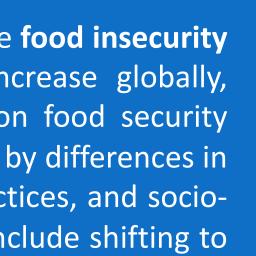 e food insecurity
ncrease globally,
on food security
by differences in
ctices, and socio-
nclude shifting to